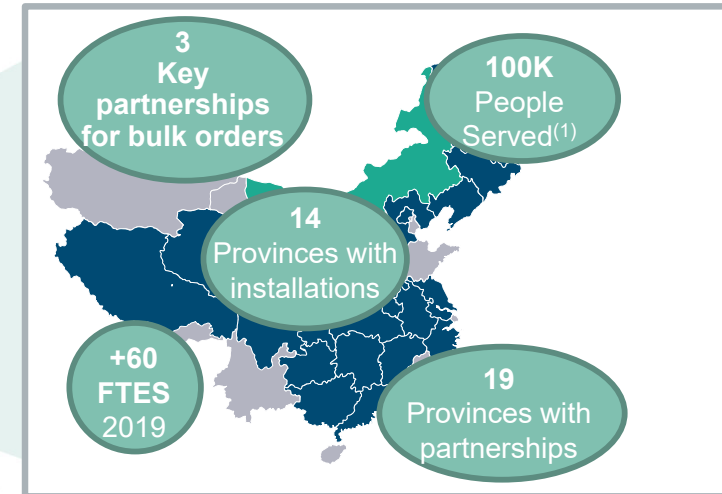 3
Key
partnerships
for bulk orders
100K
People
Served(1)
14
Provinces with
installations
+60
FTES
2019
19
Provinces with
partnerships